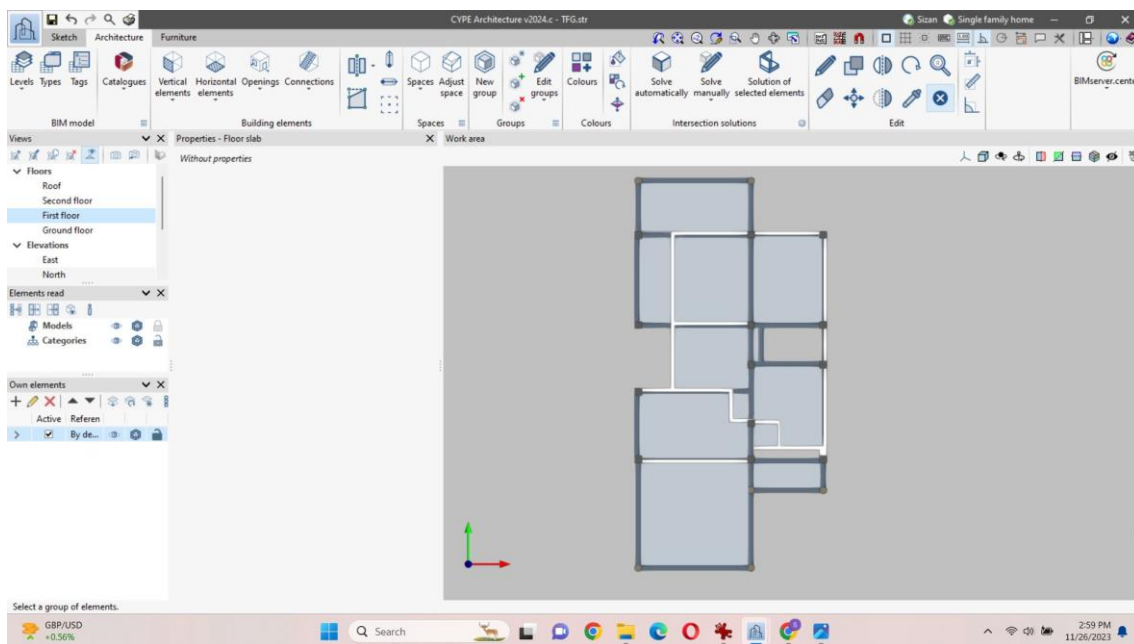 CYPE Architecture v2024.c - TFG.str
Sizan Single family home
Sketch Architecture Furniture
Levels Types Tags Catalogues Vertical elements Horizontal elements Openings Connections Spaces Adjust space New group Edit groups Colours Solve automatically Solve manually Solution of selected elements BIMserver.cente
BIM model Building elements Spaces Groups Colours Intersection solutions Edit
Views Properties - Floor slab Work area
Without properties
Floors
Roof
Second floor
First floor
Ground floor
Elevations
East
North
Elements read
Models
Categories
Own elements
Active Referen
By de...
Select a group of elements.
GBP/USD
+0.56%
Search
2:59 PM
11/26/2023